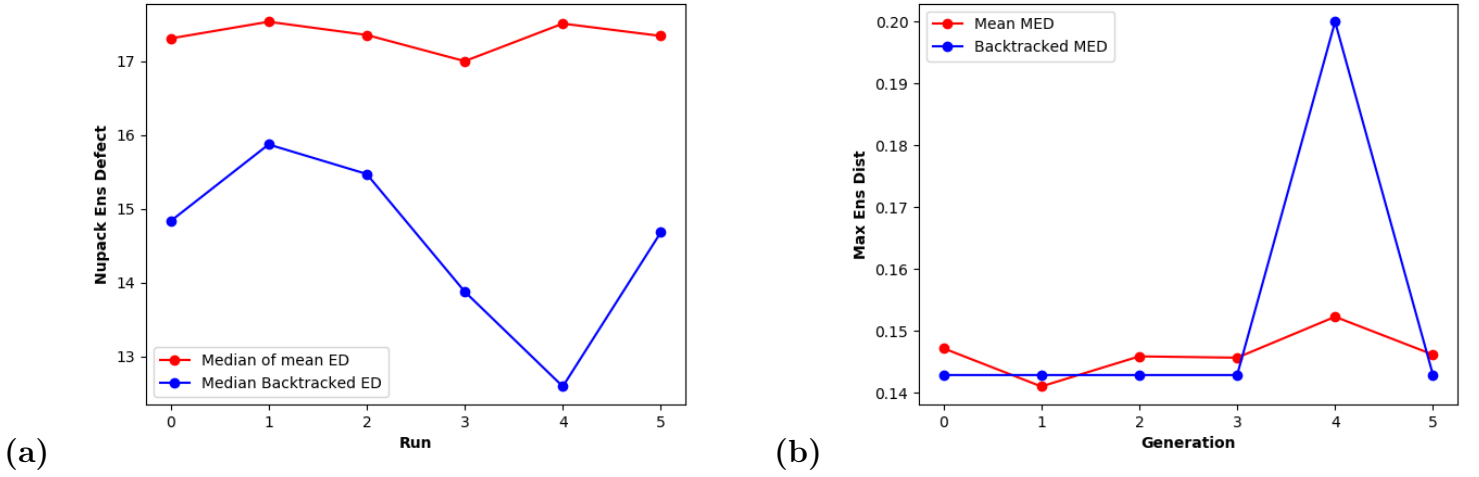 17
16
15
14
13
Nupack Ens Defect
Median of mean ED
Median Backtracked ED
0 1 2 3 4 5
Run
(a)
0.20
0.19
0.18
0.17
0.16
0.15
0.14
Max Ens Dist
Mean MED
Backtracked MED
0 1 2 3 4 5
Generation
(b)